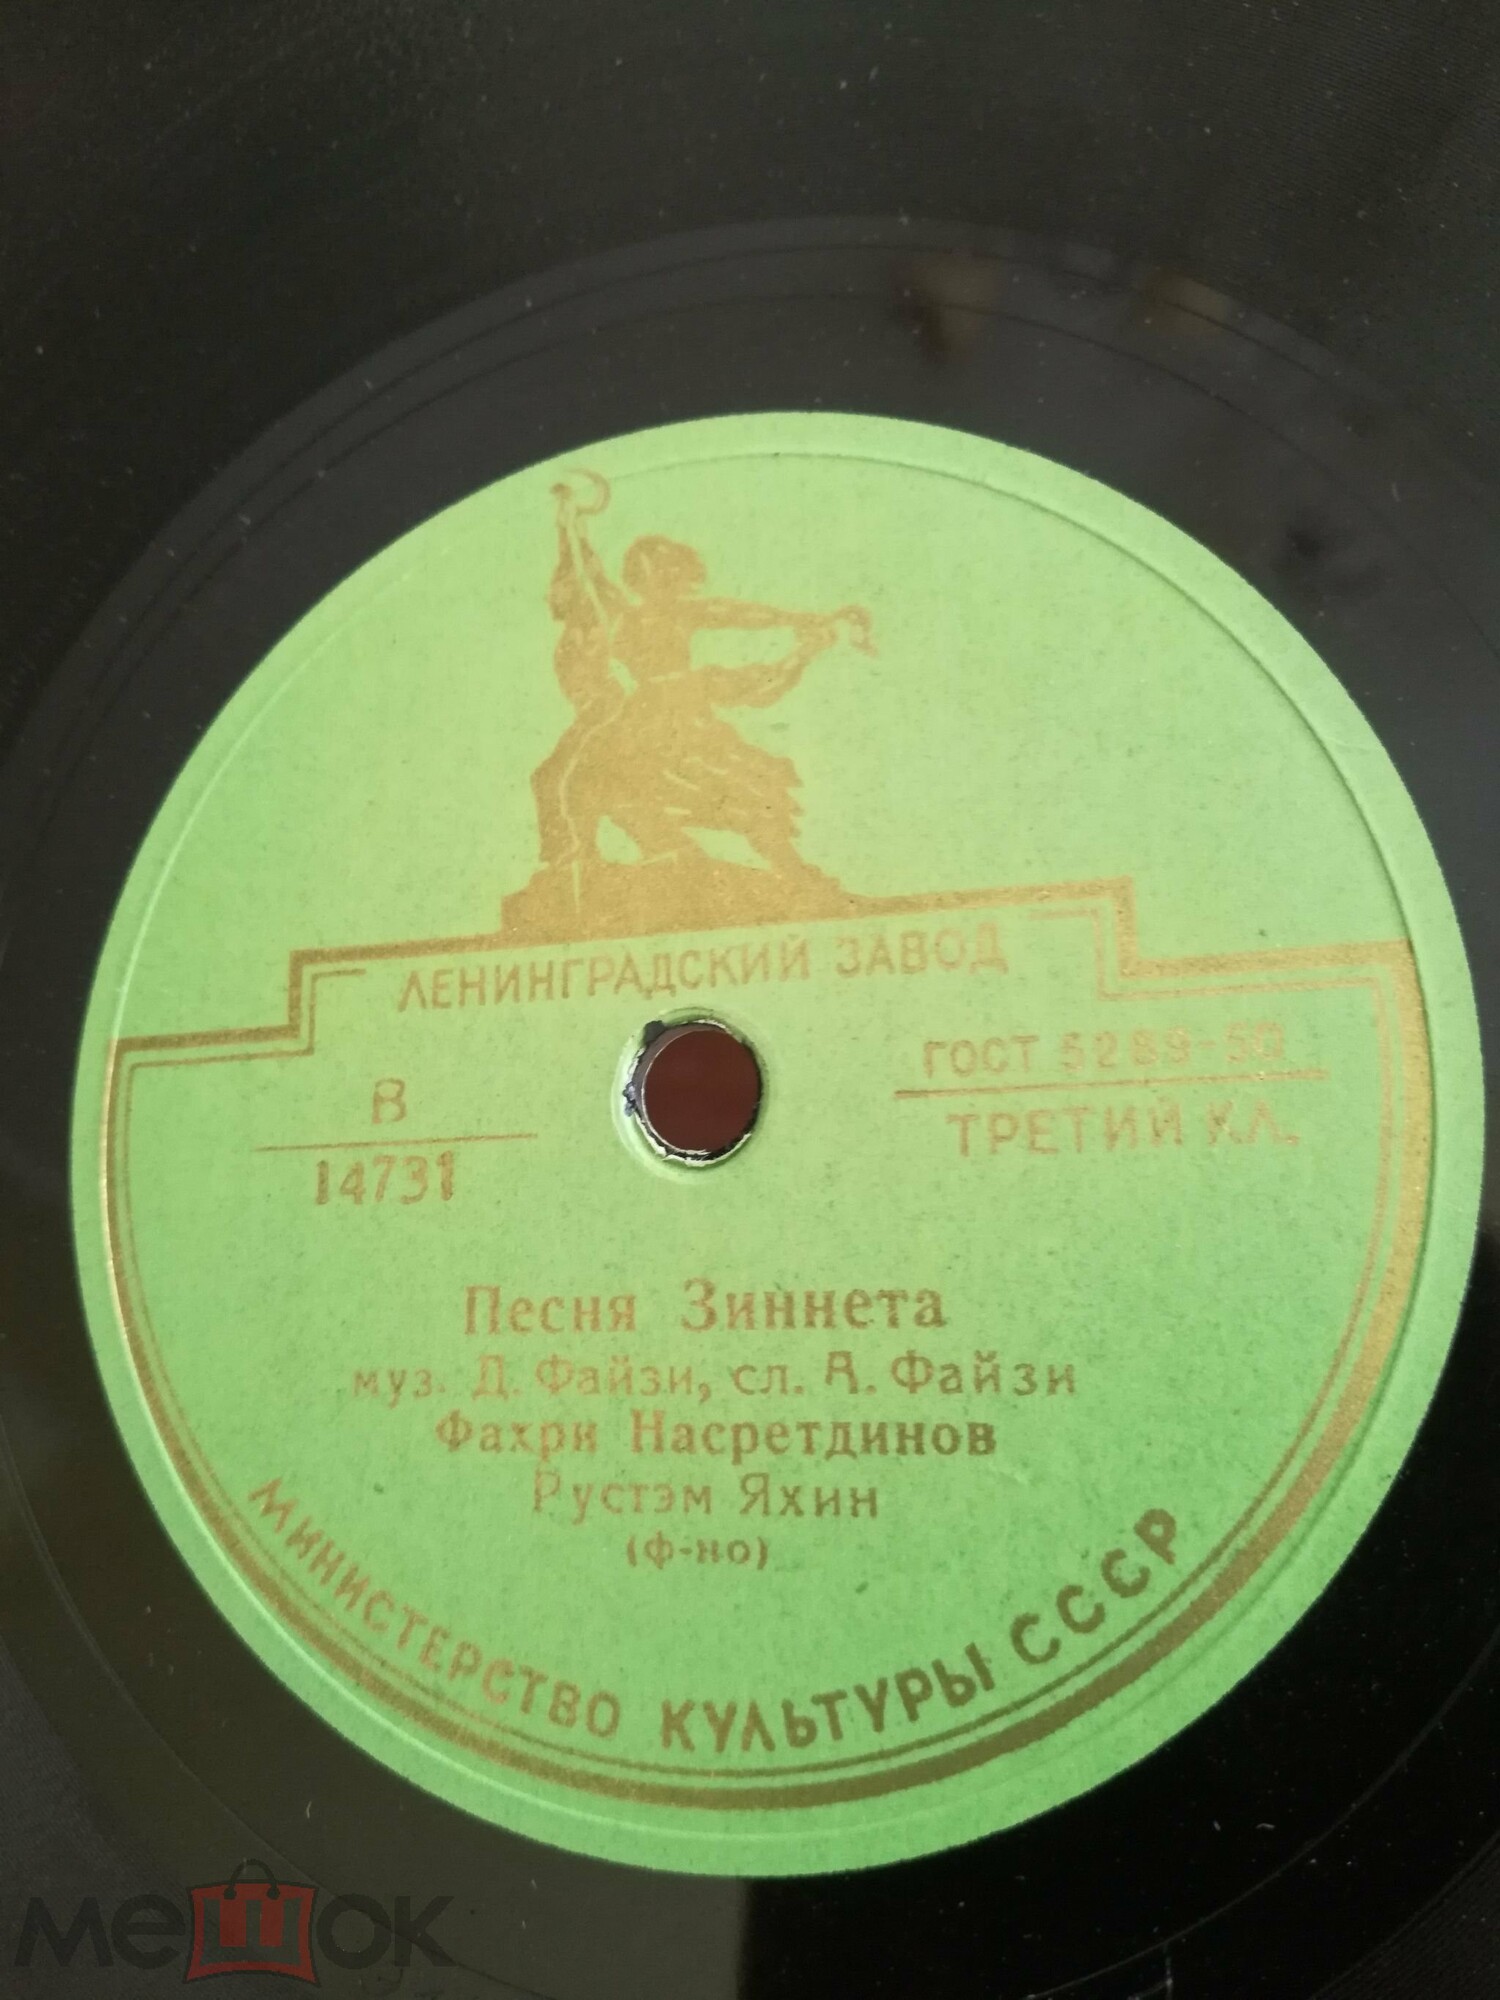 ЛЕНИНГРАДСКИЙ ЗАВОД
В
14731
ГОСТ 5289-50
ТРЕТИЙ КЛ.
Песня Зиннета
муз. Д. Файзи, сл. А. Файзи
Фахри Насретдинов
Рустэм Яхин
(ф-но)
МИНИСТЕРСТВО КУЛЬТУРЫ СССР
мешок